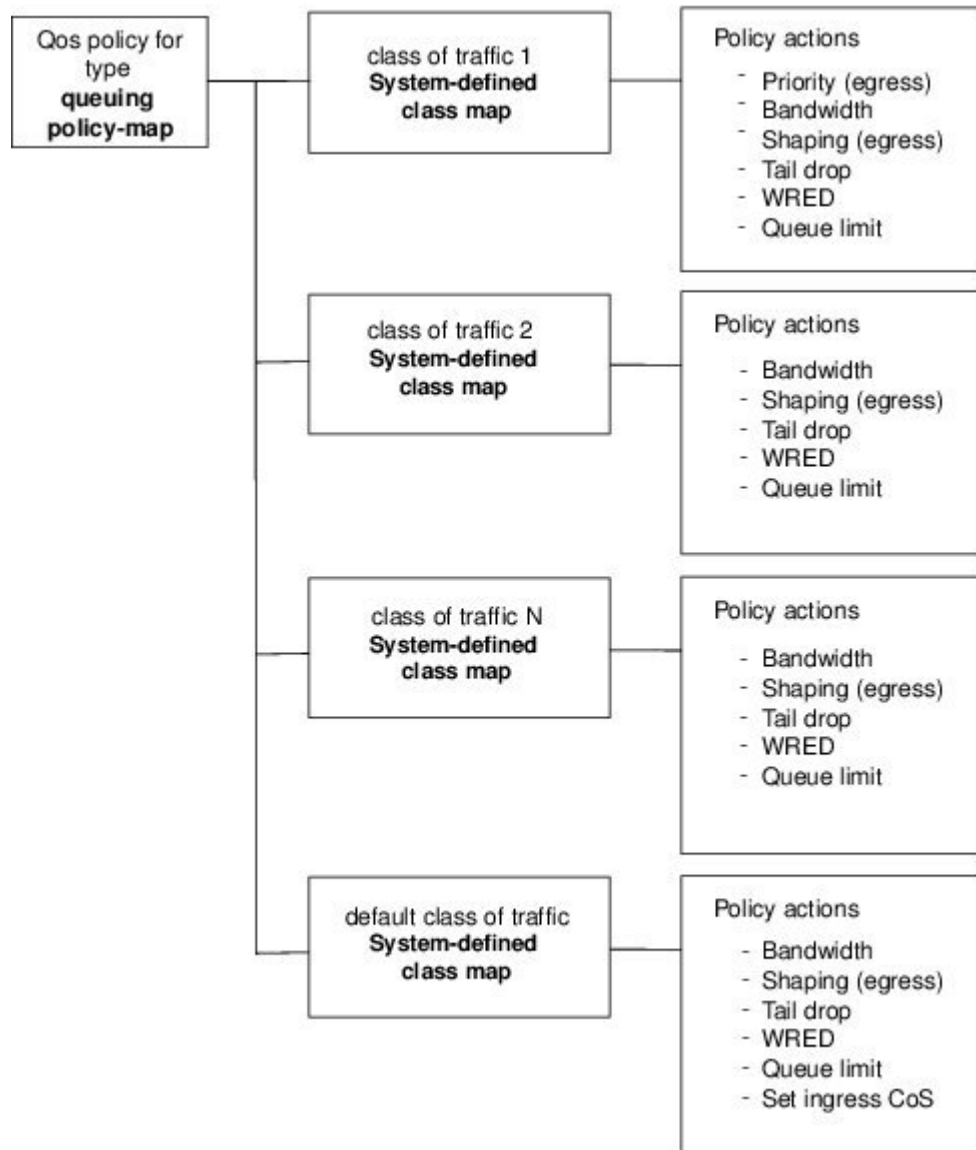 Qos policy for
type
queuing
policy-map
class of traffic 1
System-defined
class map
Policy actions
- Priority (egress)
- Bandwidth
- Shaping (egress)
- Tail drop
- WRED
- Queue limit
class of traffic 2
System-defined
class map
Policy actions
- Bandwidth
- Shaping (egress)
- Tail drop
- WRED
- Queue limit
class of traffic N
System-defined
class map
Policy actions
- Bandwidth
- Shaping (egress)
- Tail drop
- WRED
- Queue limit
default class of traffic
System-defined
class map
Policy actions
- Bandwidth
- Shaping (egress)
- Tail drop
- WRED
- Queue limit
- Set ingress CoS